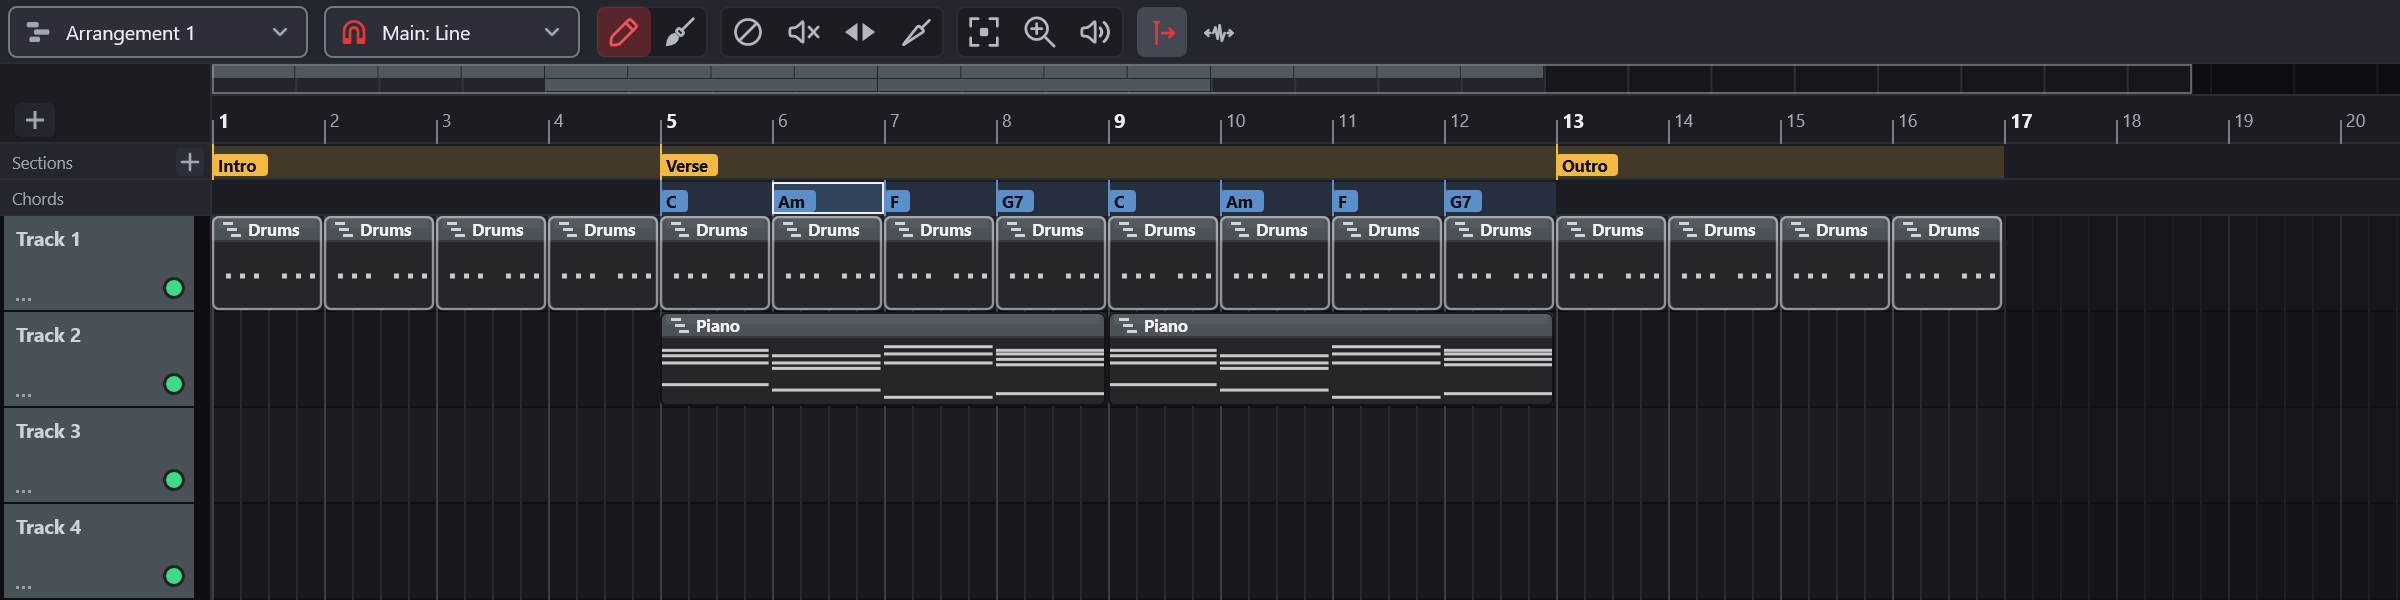 Arrangement 1 Main: Line
1 2 3 4 5 6 7 8 9 10 11 12 13 14 15 16 17 18 19 20
Sections Intro Verse Outro
Chords C Am F G7 C Am F G7
Track 1 Drums Drums Drums Drums Drums Drums Drums Drums Drums Drums Drums Drums Drums Drums Drums Drums
...
Track 2 Piano Piano
...
Track 3
...
Track 4
...